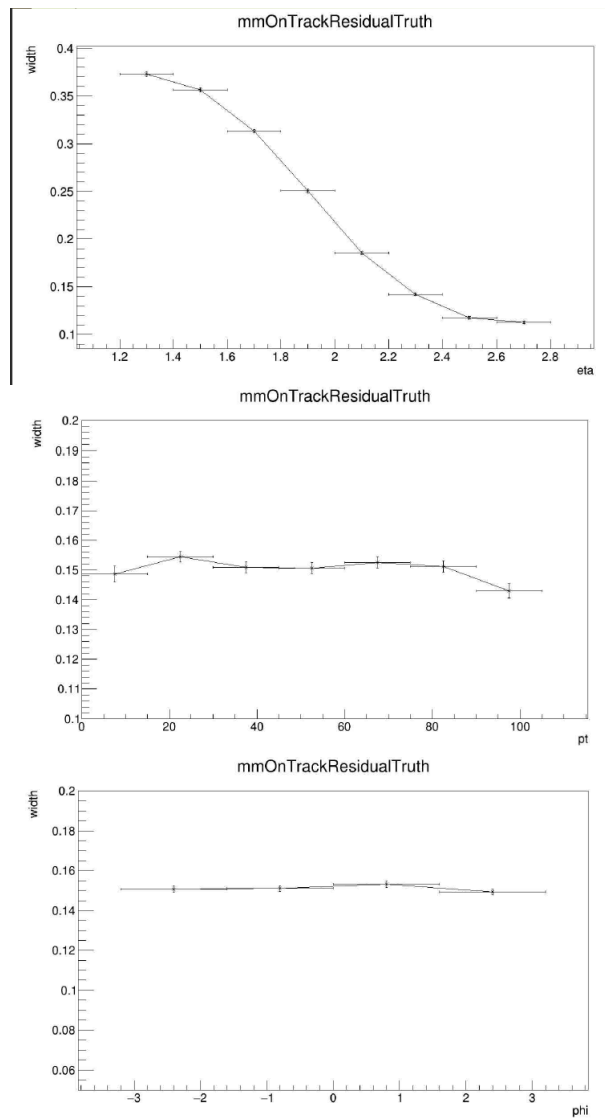 mmOnTrackResidualTruth
width
0.4
0.35
0.3
0.25
0.2
0.15
0.1
1.2 1.4 1.6 1.8 2 2.2 2.4 2.6 2.8
eta
mmOnTrackResidualTruth
width
0.2
0.19
0.18
0.17
0.16
0.15
0.14
0.13
0.12
0.11
0.1
0 20 40 60 80 100
pt
mmOnTrackResidualTruth
width
0.2
0.18
0.16
0.14
0.12
0.1
0.08
0.06
−3 −2 −1 0 1 2 3
phi